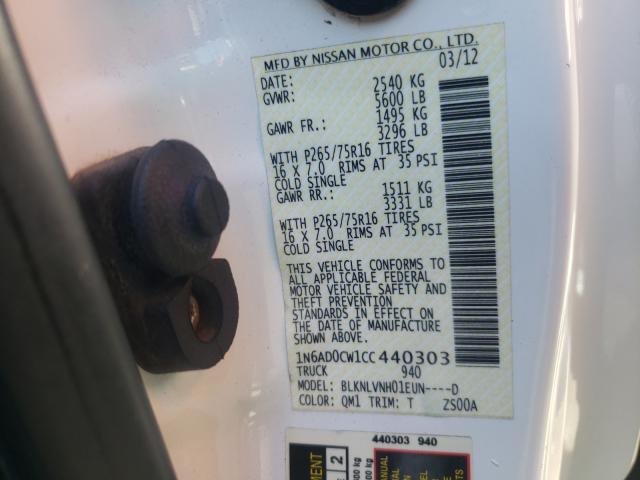 MFD BY NISSAN MOTOR CO., LTD.
DATE: 03/12
GVWR: 2540 KG
5600 LB
GAWR FR.: 1495 KG
3296 LB
WITH P265/75R16 TIRES
16 X 7.0 RIMS AT 35 PSI
COLD SINGLE
GAWR RR.: 1511 KG
3331 LB
WITH P265/75R16 TIRES
16 X 7.0 RIMS AT 35 PSI
COLD SINGLE
THIS VEHICLE CONFORMS TO
ALL APPLICABLE FEDERAL
MOTOR VEHICLE SAFETY AND
THEFT PREVENTION
STANDARDS IN EFFECT ON
THE DATE OF MANUFACTURE
SHOWN ABOVE.
1N6AD0CW1CC440303
TRUCK 940
MODEL: BLKNLVNH01EUN----D
COLOR: QM1 TRIM: T ZS00A
440303 940
2